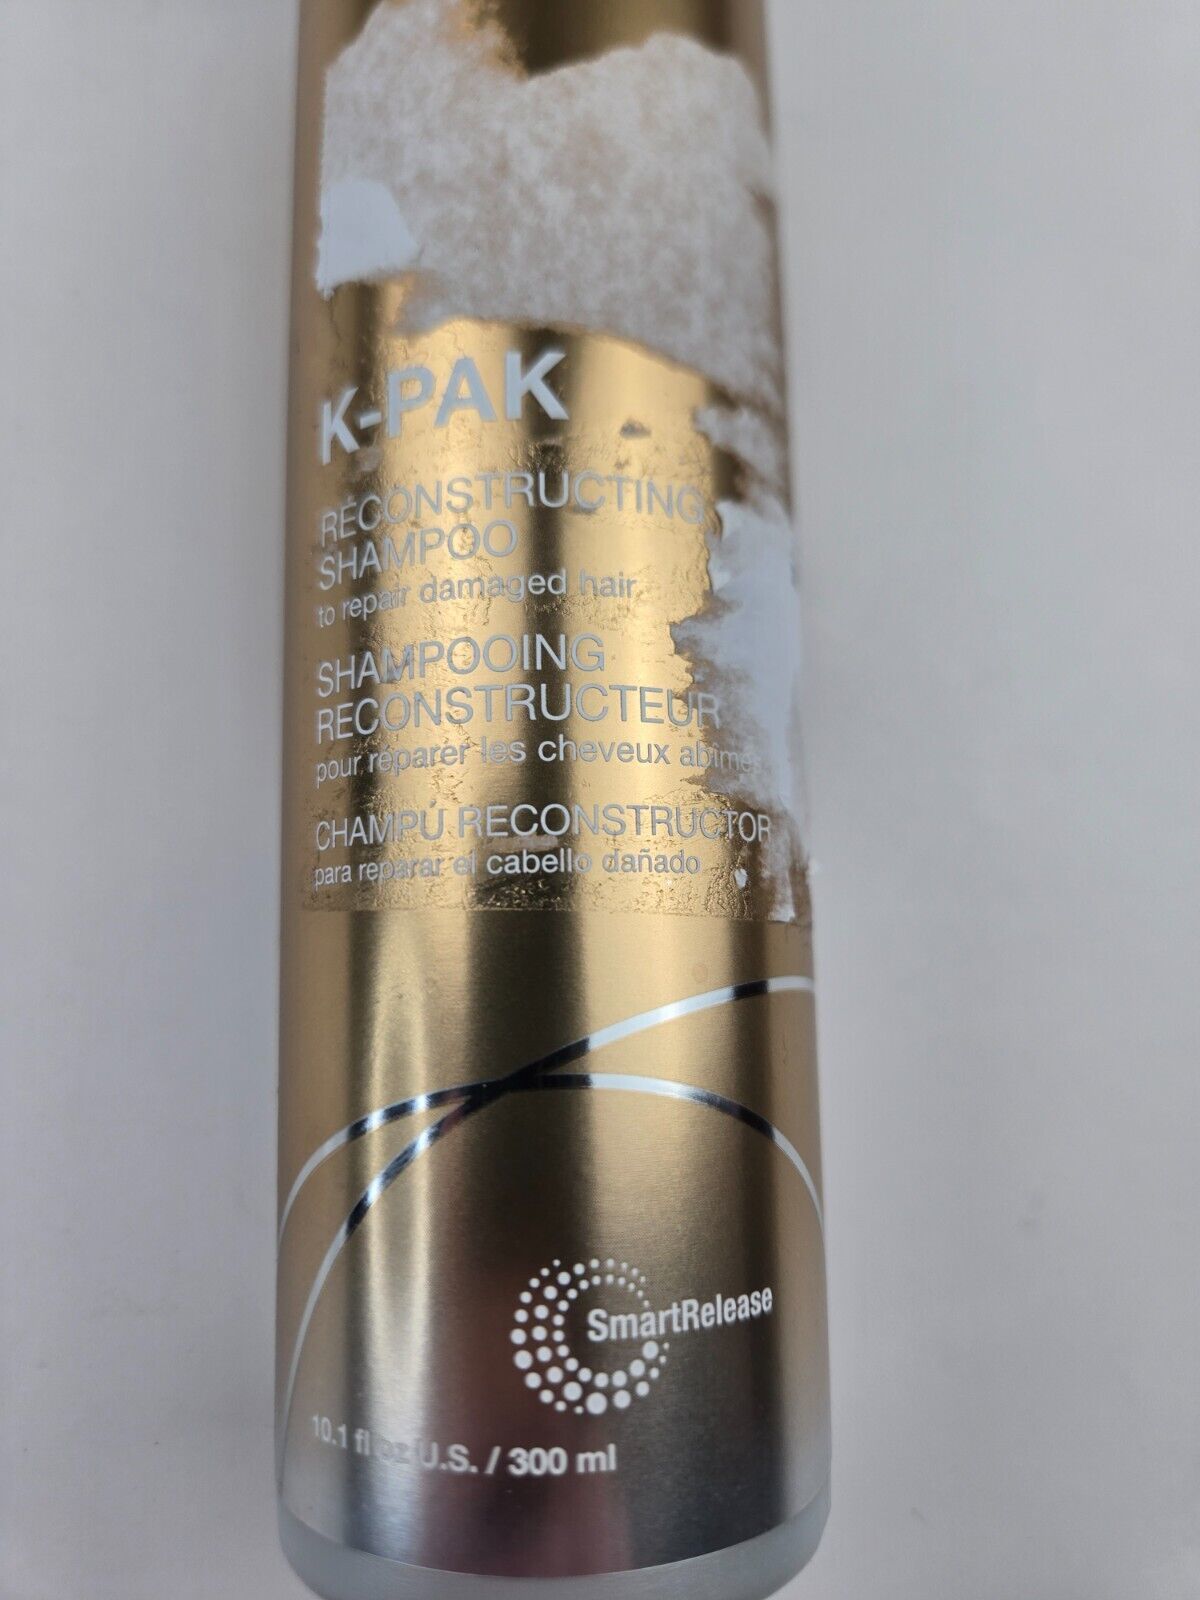 K-PAK
RECONSTRUCTING
SHAMPOO
to repair damaged hair
SHAMPOOING
RECONSTRUCTEUR
pour réparer les cheveux abîmés
CHAMPÚ RECONSTRUCTOR
para reparar el cabello dañado
SmartRelease
10.1 fl oz U.S. / 300 ml